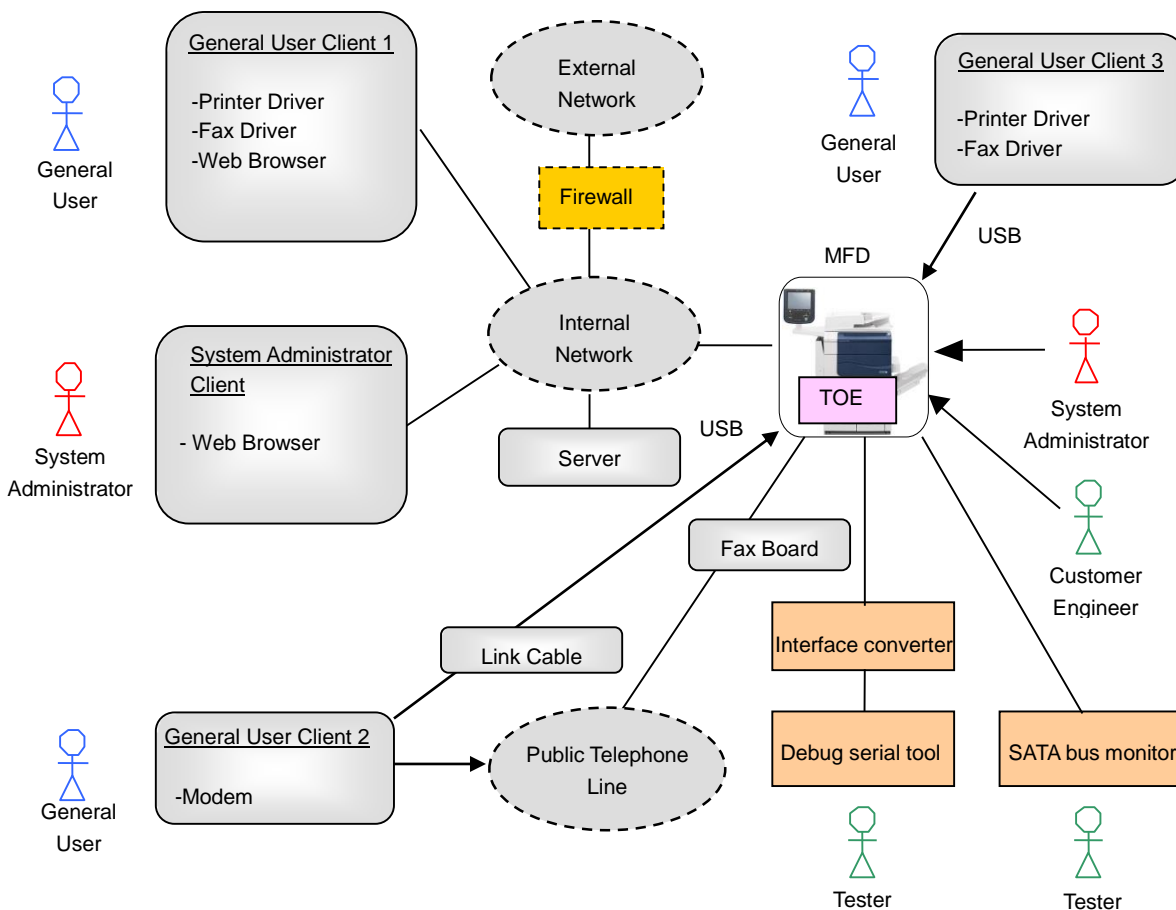 General User Client 1
-Printer Driver
-Fax Driver
-Web Browser
General
User
External
Network
Firewall
General
User
General User Client 3
-Printer Driver
-Fax Driver
USB
MFD
Internal
Network
TOE
System Administrator
Client
- Web Browser
System
Administrator
Server
USB
System
Administrator
Fax Board
Customer
Engineer
Link Cable
Interface converter
General User Client 2
-Modem
General
User
Public Telephone
Line
Debug serial tool
SATA bus monitor
Tester
Tester